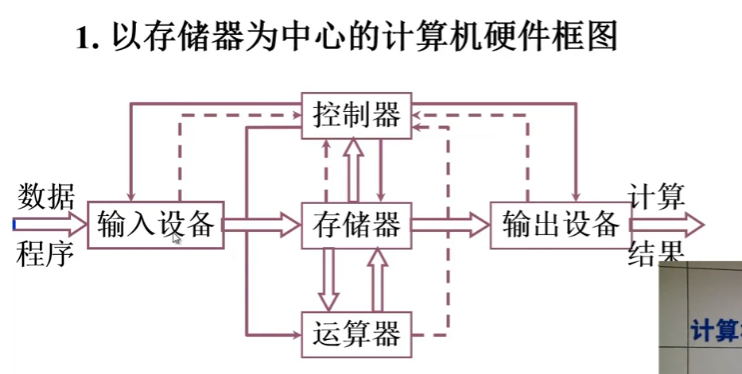 1. 以存储器为中心的计算机硬件框图
控制器
数据
程序
输入设备
存储器
输出设备
计算
结果
运算器
计算